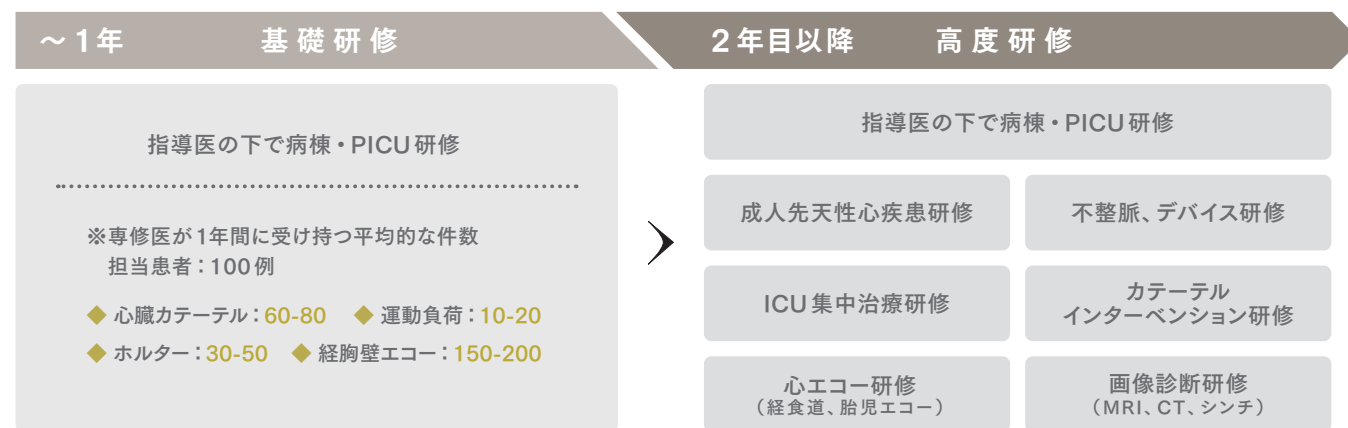 ～1年 基礎研修
2年目以降 高度研修
指導医の下で病棟・PICU研修
※専修医が1年間に受け持つ平均的な件数
担当患者：100例
◆ 心臓カテーテル：60-80 ◆ 運動負荷：10-20
◆ ホルター：30-50 ◆ 経胸壁エコー：150-200
指導医の下で病棟・PICU研修
成人先天性心疾患研修
不整脈、デバイス研修
ICU集中治療研修
カテーテル
インターベンション研修
心エコー研修
（経食道、胎児エコー）
画像診断研修
（MRI、CT、シンチ）